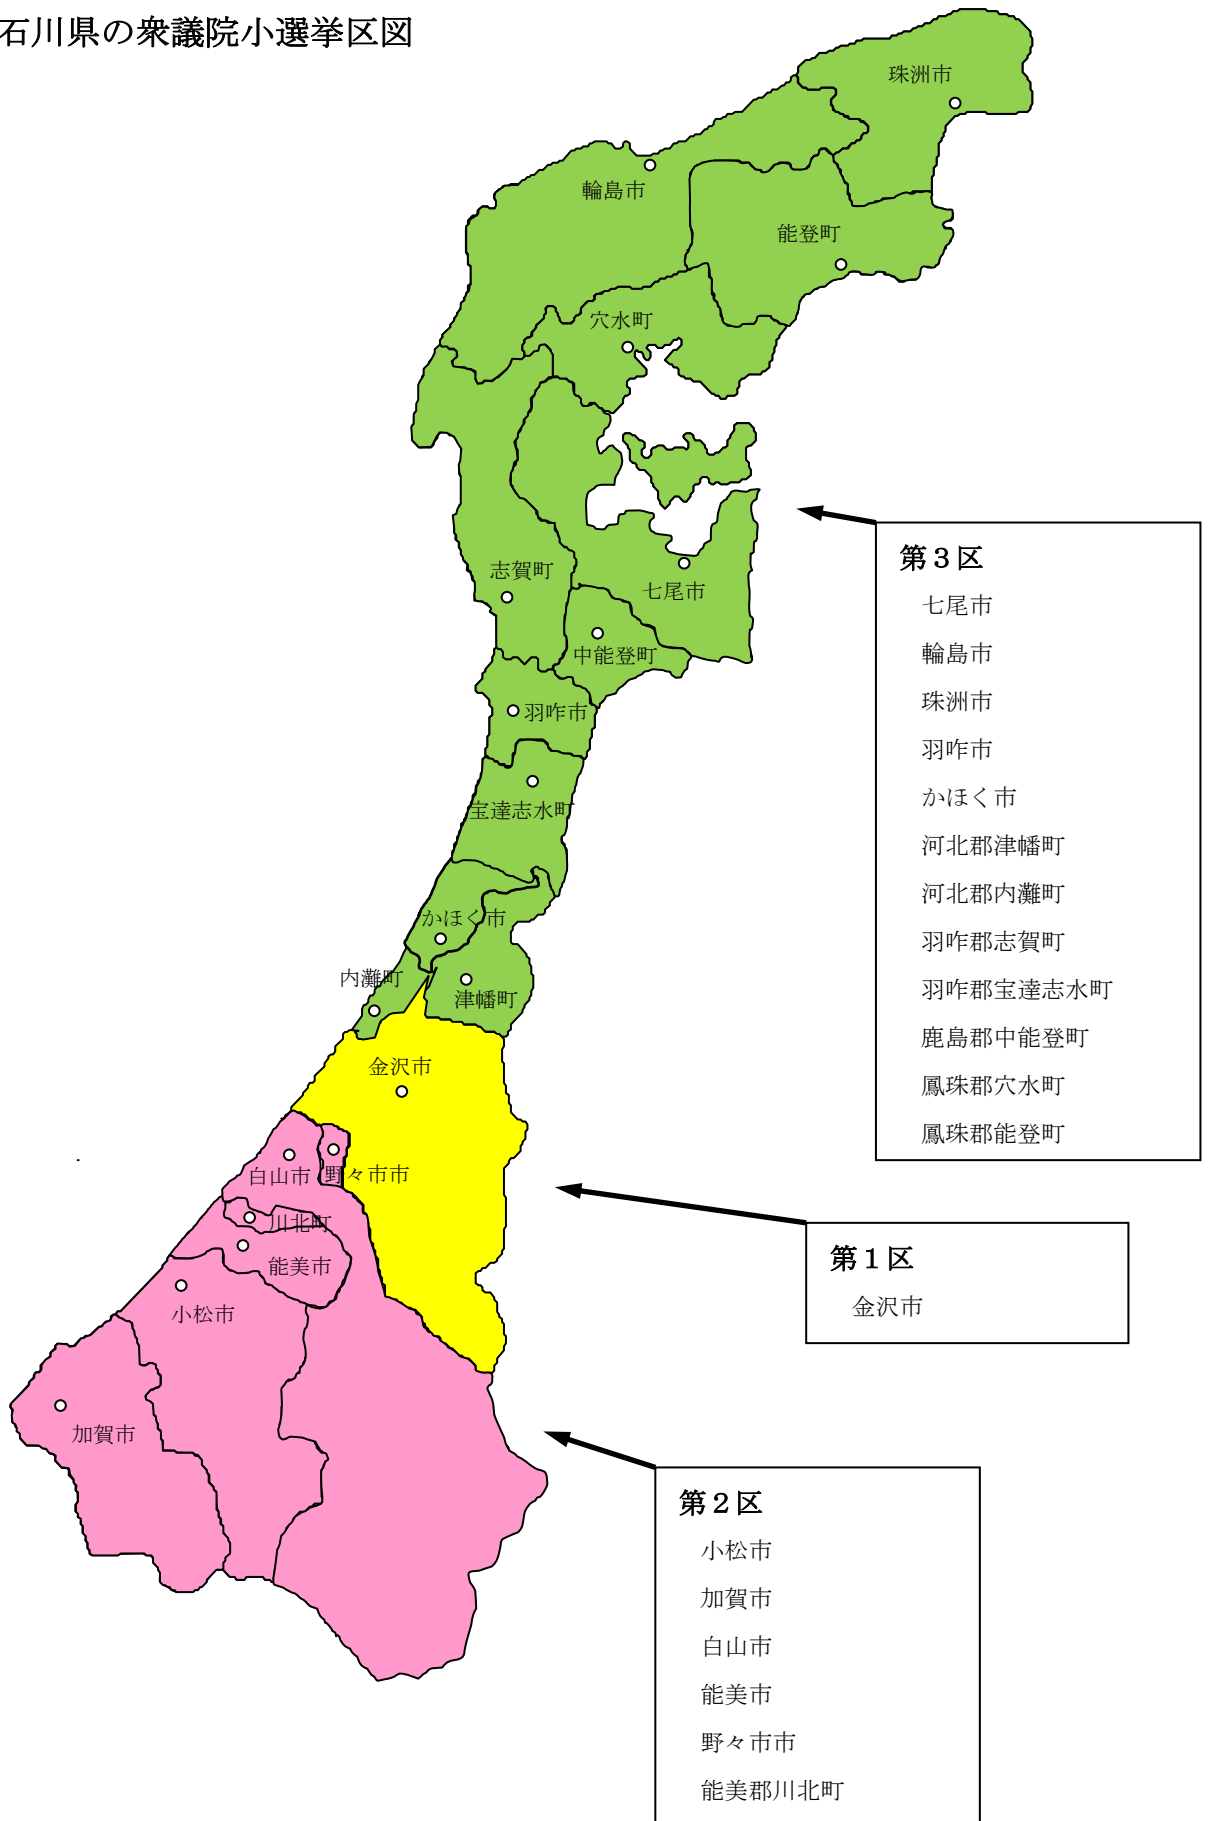 石川県の衆議院小選挙区図
珠洲市
輪島市
能登町
穴水町
志賀町
七尾市
中能登町
羽咋市
宝達志水町
かほく市
内灘町
津幡町
金沢市
白山市
野々市市
川北町
能美市
小松市
加賀市
第3区
七尾市
輪島市
珠洲市
羽咋市
かほく市
河北郡津幡町
河北郡内灘町
羽咋郡志賀町
羽咋郡宝達志水町
鹿島郡中能登町
鳳珠郡穴水町
鳳珠郡能登町
第1区
金沢市
第2区
小松市
加賀市
白山市
能美市
野々市市
能美郡川北町